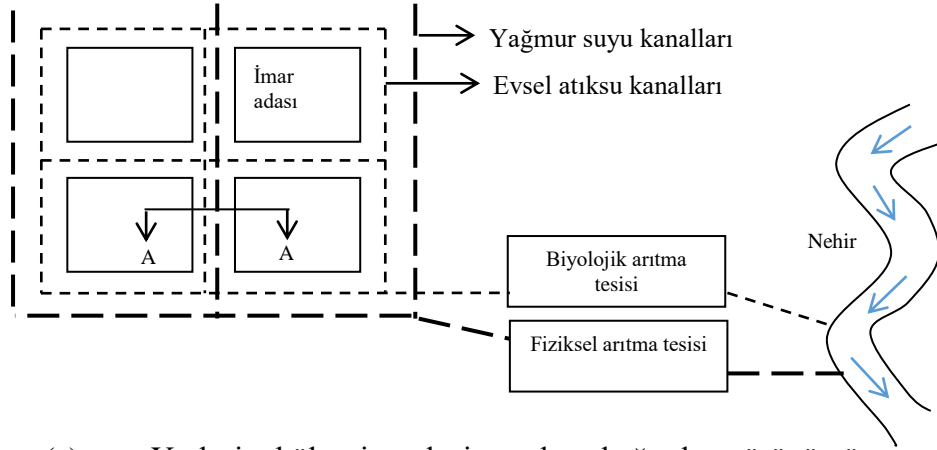 Yağmur suyu kanalları
İmar
adası
Evsel atıksu kanalları
A
A
Nehir
Biyolojik arıtma
tesisi
Fiziksel arıtma tesisi